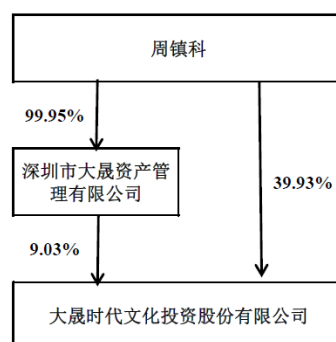 周镇科
99.95%
深圳市大晟资产管
理有限公司
39.93%
9.03%
大晟时代文化投资股份有限公司